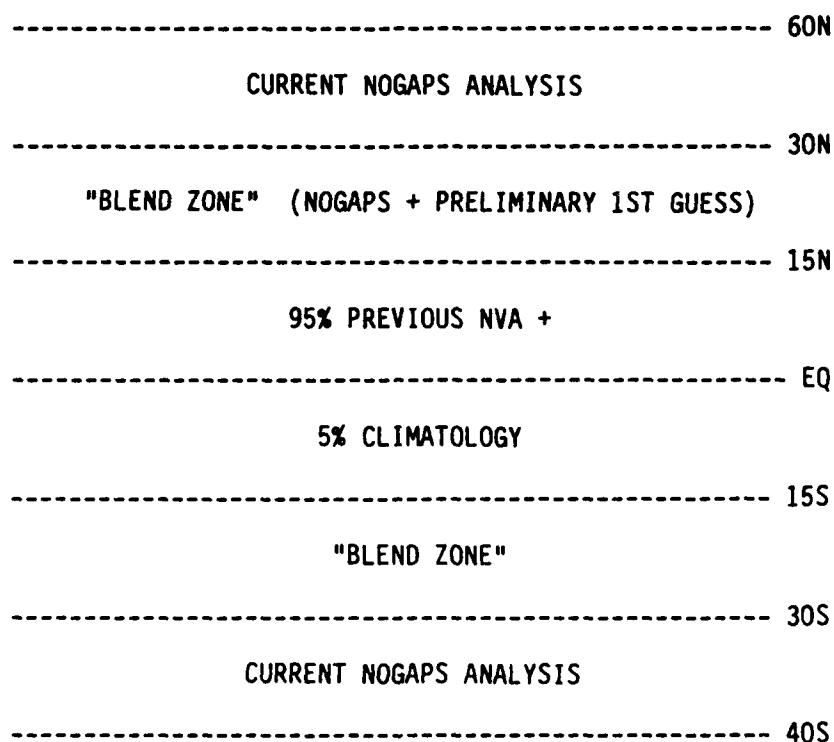 ------------------------------------------------ 60N
CURRENT NOGAPS ANALYSIS
------------------------------------------------ 30N
"BLEND ZONE" (NOGAPS + PRELIMINARY 1ST GUESS)
------------------------------------------------ 15N
95% PREVIOUS NVA +
------------------------------------------------- EQ
5% CLIMATOLOGY
------------------------------------------------ 15S
"BLEND ZONE"
------------------------------------------------ 30S
CURRENT NOGAPS ANALYSIS
------------------------------------------------ 40S